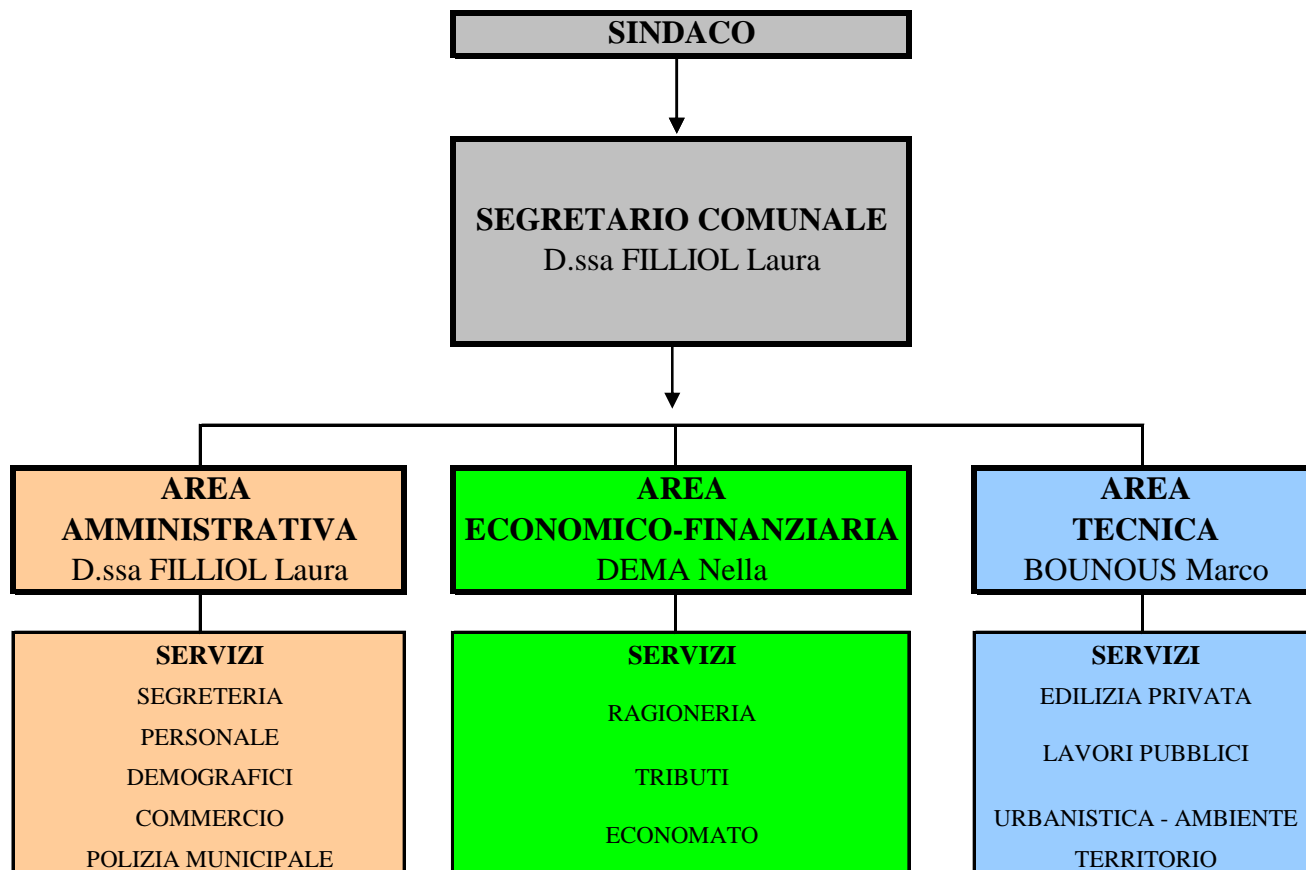 SINDACO
SEGRETARIO COMUNALE
D.ssa FILLIOL Laura
AREA
AMMINISTRATIVA
D.ssa FILLIOL Laura
AREA
ECONOMICO-FINANZIARIA
DEMA Nella
AREA
TECNICA
BOUNOUS Marco
SERVIZI
SEGRETERIA
PERSONALE
DEMOGRAFICI
COMMERCIO
POLIZIA MUNICIPALE
SERVIZI
RAGIONERIA
TRIBUTI
ECONOMATO
SERVIZI
EDILIZIA PRIVATA
LAVORI PUBBLICI
URBANISTICA - AMBIENTE
TERRITORIO